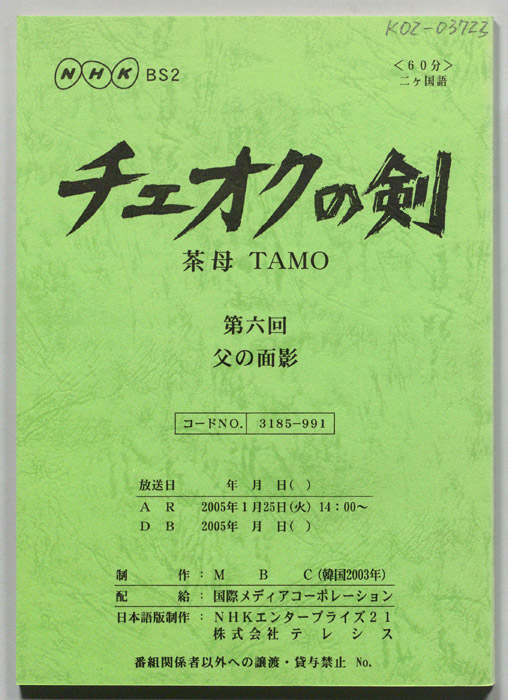 K02-03723
NHK BS2
<60分>
二ヶ国語
チェオクの剣
茶母 TAMO
第六回
父の面影
コードNO. 3185-991
放送日 年 月 日( )
A R 2005年1月25日(火) 14:00~
D B 2005年 月 日( )
制 作 : M B C (韓国2003年)
配 給 : 国際メディアコーポレーション
日本語版制作 : NHKエンタープライズ21
株式会社テレシス
番組関係者以外への譲渡・貸与禁止 No.